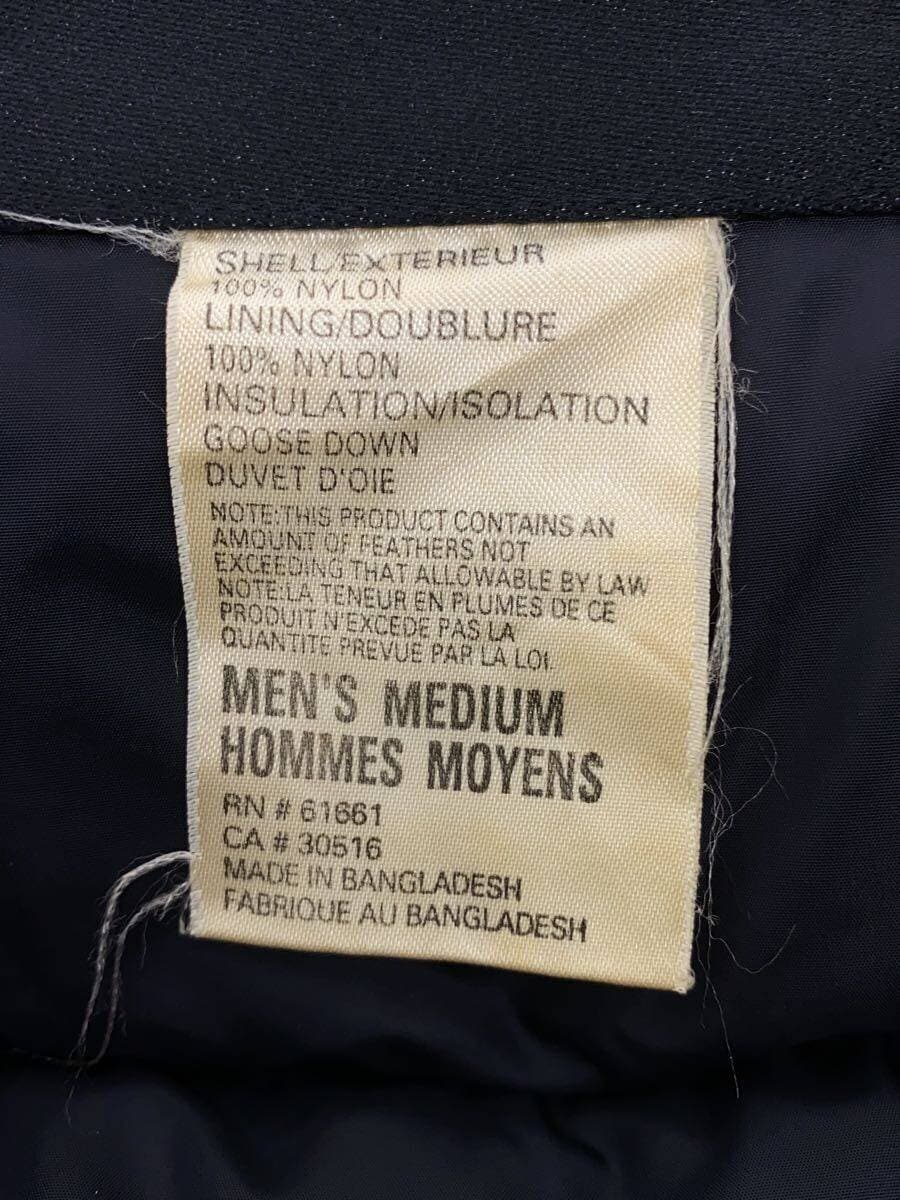 SHELL/EXTERIEUR
100% NYLON
LINING/DOUBLURE
100% NYLON
INSULATION/ISOLATION
GOOSE DOWN
DUVET D'OIE
NOTE:THIS PRODUCT CONTAINS AN
AMOUNT OF FEATHERS NOT
EXCEEDING THAT ALLOWABLE BY LAW
NOTE:LA TENEUR EN PLUMES DE CE
PRODUIT N'EXCEDE PAS LA
QUANTITE PREVUE PAR LA LOI
MEN'S MEDIUM
HOMMES MOYENS
RN # 61661
CA # 30516
MADE IN BANGLADESH
FABRIQUE AU BANGLADESH